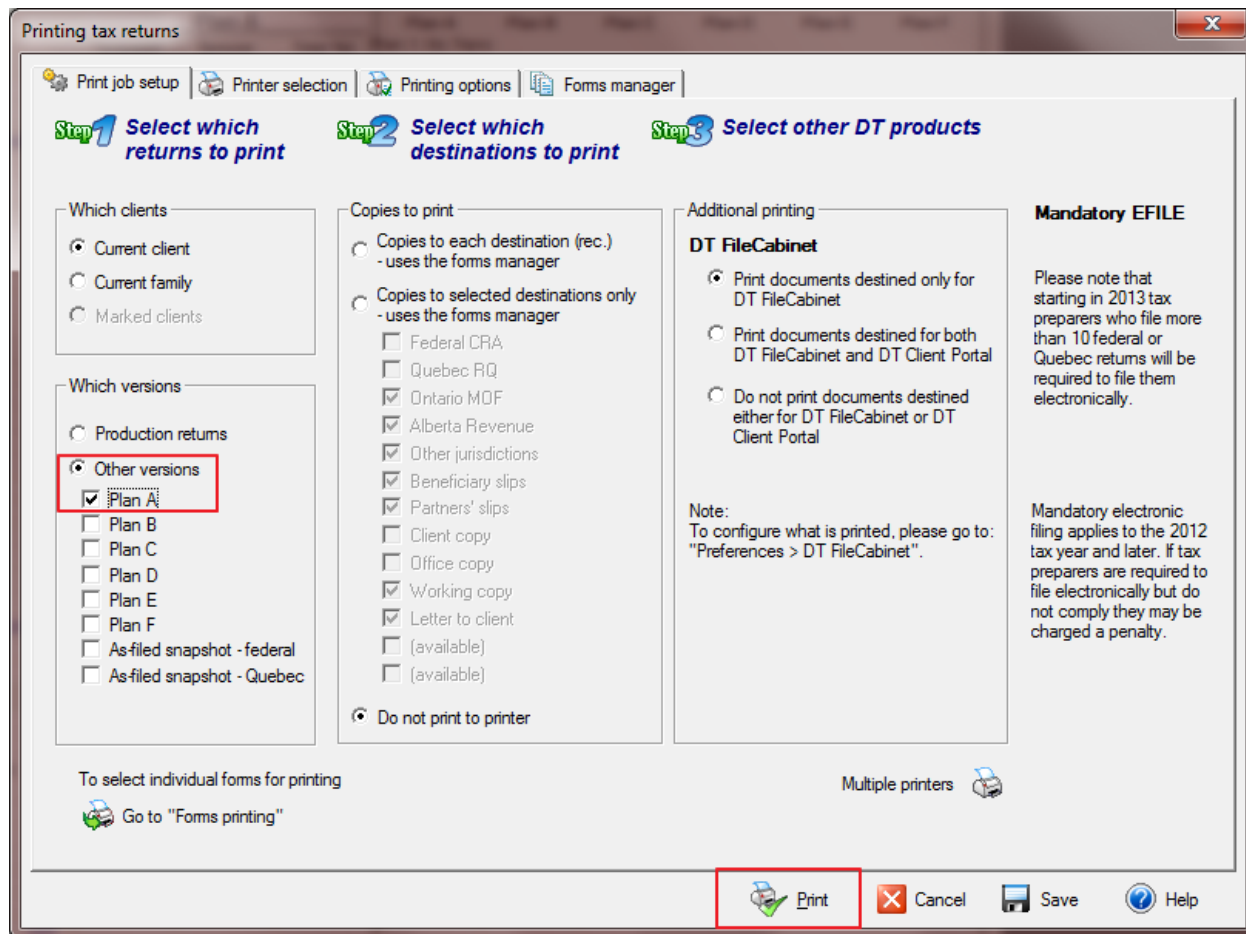 Printing tax returns
Print job setup
Printer selection
Printing options
Forms manager
Step 1 Select which
returns to print
Step 2 Select which
destinations to print
Step 3 Select other DT products
Which clients
Current client
Current family
Marked clients
Which versions
Production returns
Other versions
Plan A
Plan B
Plan C
Plan D
Plan E
Plan F
As-filed snapshot - federal
As-filed snapshot - Quebec
Copies to print
Copies to each destination (rec.)
- uses the forms manager
Copies to selected destinations only
- uses the forms manager
Federal CRA
Quebec RQ
Ontario MOF
Alberta Revenue
Other jurisdictions
Beneficiary slips
Partners' slips
Client copy
Office copy
Working copy
Letter to client
(available)
(available)
Do not print to printer
Additional printing
DT FileCabinet
Print documents destined only for
DT FileCabinet
Print documents destined for both
DT FileCabinet and DT Client Portal
Do not print documents destined
either for DT FileCabinet or DT
Client Portal
Note:
To configure what is printed, please go to:
"Preferences > DT FileCabinet".
Mandatory EFILE
Please note that
starting in 2013 tax
preparers who file more
than 10 federal or
Quebec returns will be
required to file them
electronically.
Mandatory electronic
filing applies to the 2012
tax year and later. If tax
preparers are required to
file electronically but do
not comply they may be
charged a penalty.
To select individual forms for printing
Go to "Forms printing"
Multiple printers
Print
Cancel
Save
Help